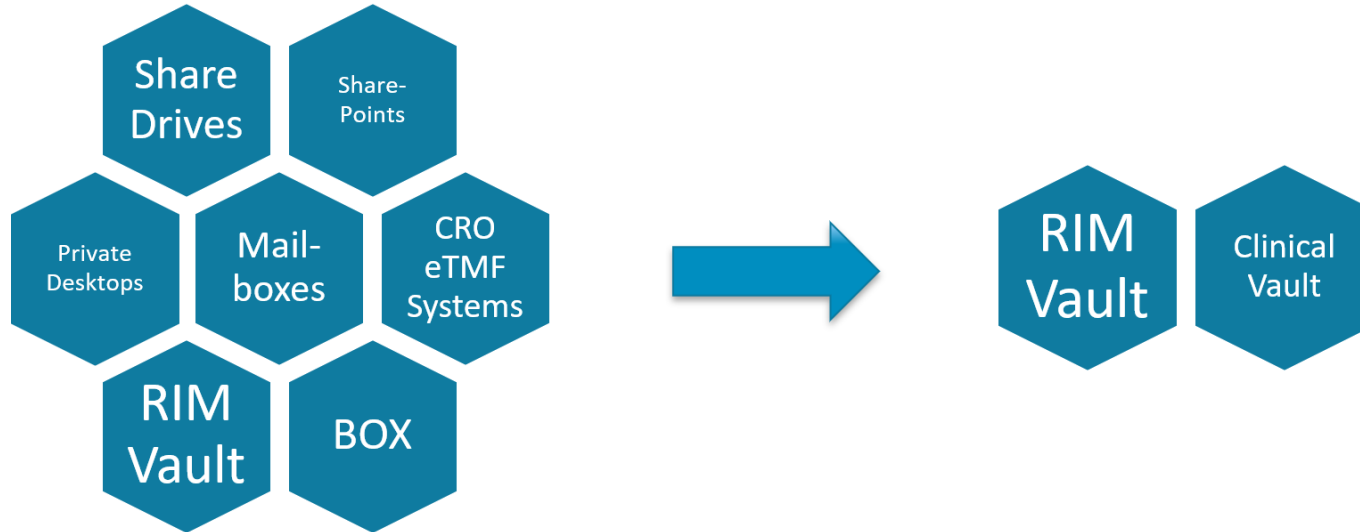 Share
Drives
Share-
Points
Private
Desktops
Mail-
boxes
CRO
eTMF
Systems
RIM
Vault
BOX
RIM
Vault
Clinical
Vault